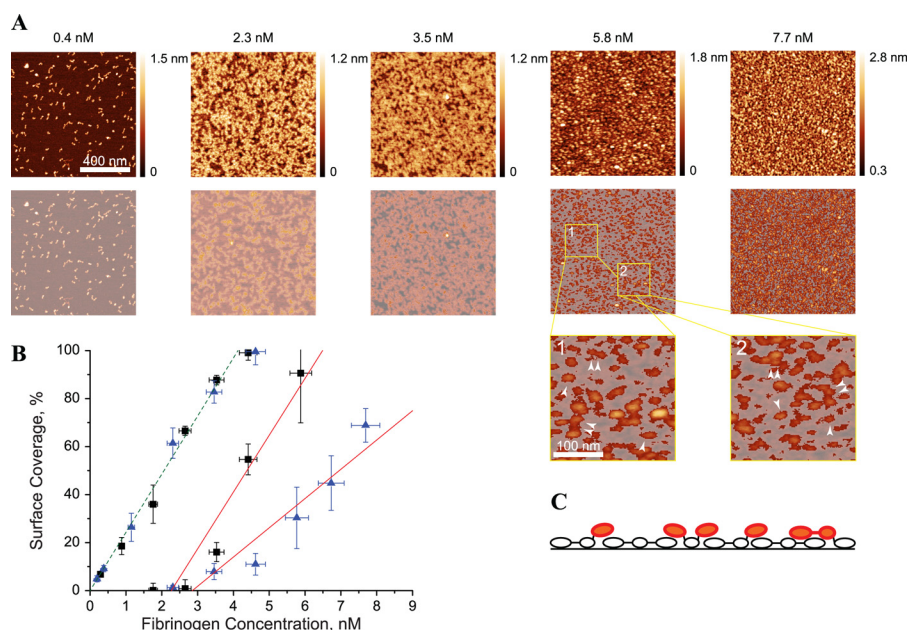 A
0.4 nM 2.3 nM 3.5 nM 5.8 nM 7.7 nM
1.5 nm 1.2 nm 1.2 nm 1.8 nm 2.8 nm
400 nm
0 0 0 0 0.3
1
2
B
100
80
60
40
20
0
0 1 2 3 4 5 6 7 8 9
Surface Coverage, %
Fibrinogen Concentration, nM
1 2
100 nm
C